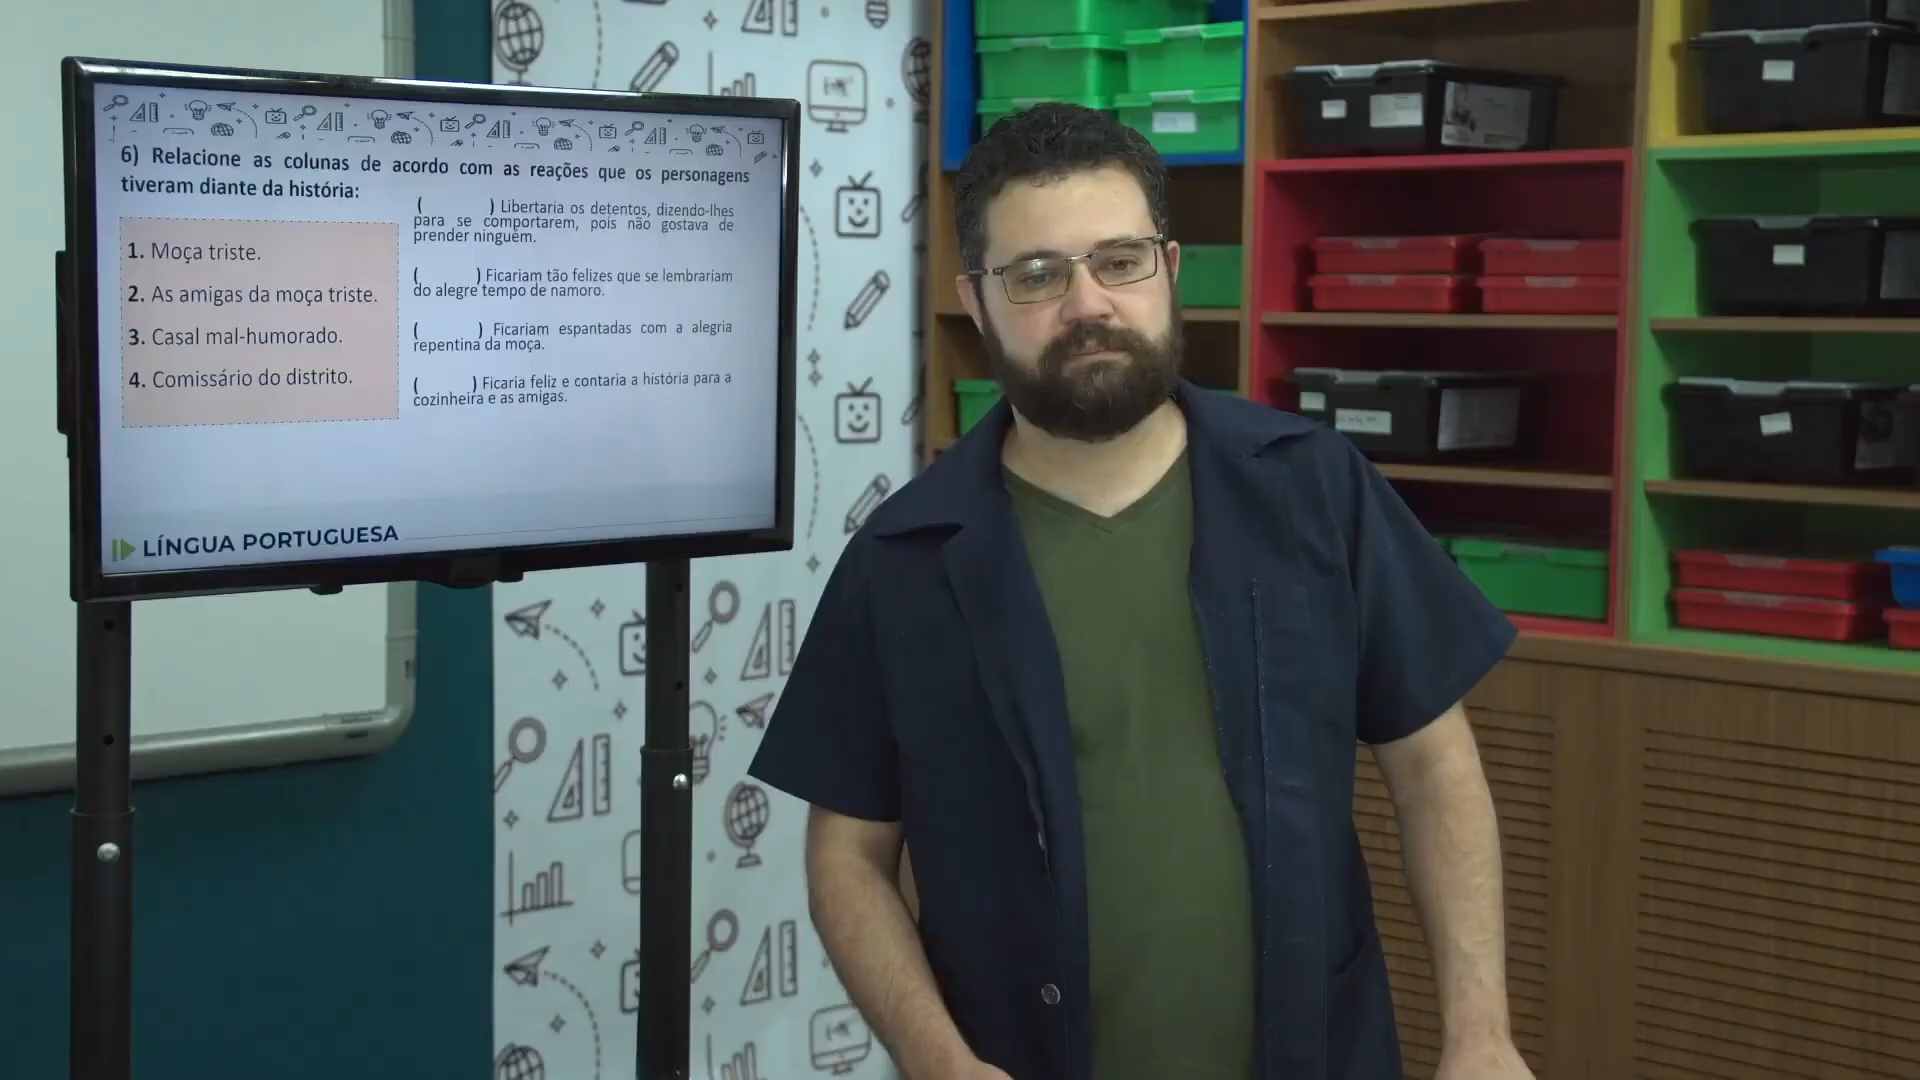 6) Relacione as colunas de acordo com as reações que os personagens
tiveram diante da história:
1. Moça triste.
2. As amigas da moça triste.
3. Casal mal-humorado.
4. Comissário do distrito.
( ) Libertaria os detentos, dizendo-lhes
para se comportarem, pois não gostava de
prender ninguém.
( ) Ficariam tão felizes que se lembrariam
do alegre tempo de namoro.
( ) Ficariam espantadas com a alegria
repentina da moça.
( ) Ficaria feliz e contaria a história para a
cozinheira e as amigas.
LÍNGUA PORTUGUESA